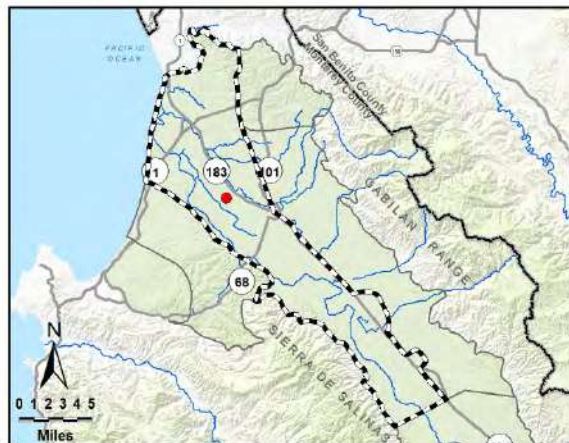 PACIFIC
OCEAN
1
San Benito County
Monterey County
1
183
101
GABILAN RANGE
68
SIERRA DE SALINAS
N
0 1 2 3 4 5
Miles